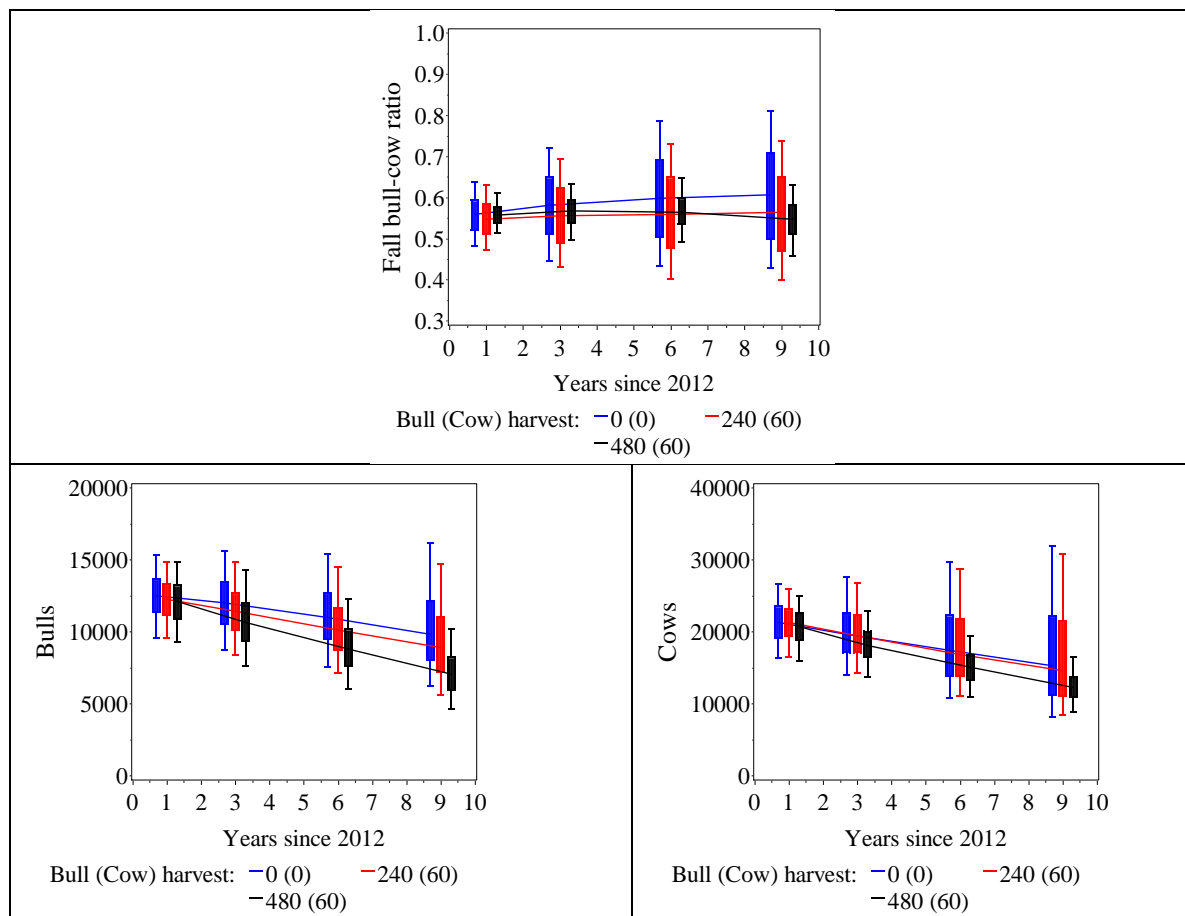 1.0
0.9
0.8
0.7
0.6
0.5
0.4
0.3
Fall bull-cow ratio
0 1 2 3 4 5 6 7 8 9 10
Years since 2012
Bull (Cow) harvest: 0 (0) 240 (60)
480 (60)
20000
15000
10000
5000
0
Bulls
0 1 2 3 4 5 6 7 8 9 10
Years since 2012
Bull (Cow) harvest: 0 (0) 240 (60)
480 (60)
40000
30000
20000
10000
0
Cows
0 1 2 3 4 5 6 7 8 9 10
Years since 2012
Bull (Cow) harvest: 0 (0) 240 (60)
480 (60)